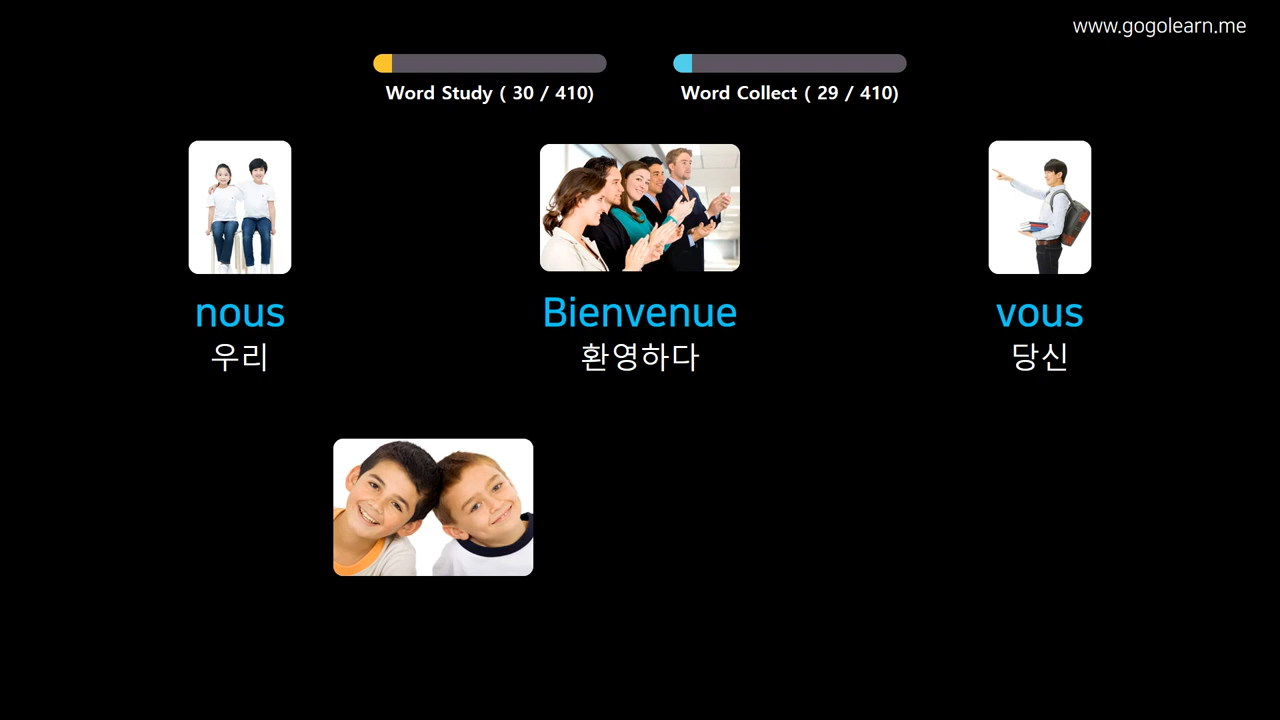 www.gogolearn.me
Word Study ( 30 / 410)
Word Collect ( 29 / 410)
nous
우리
Bienvenue
환영하다
vous
당신